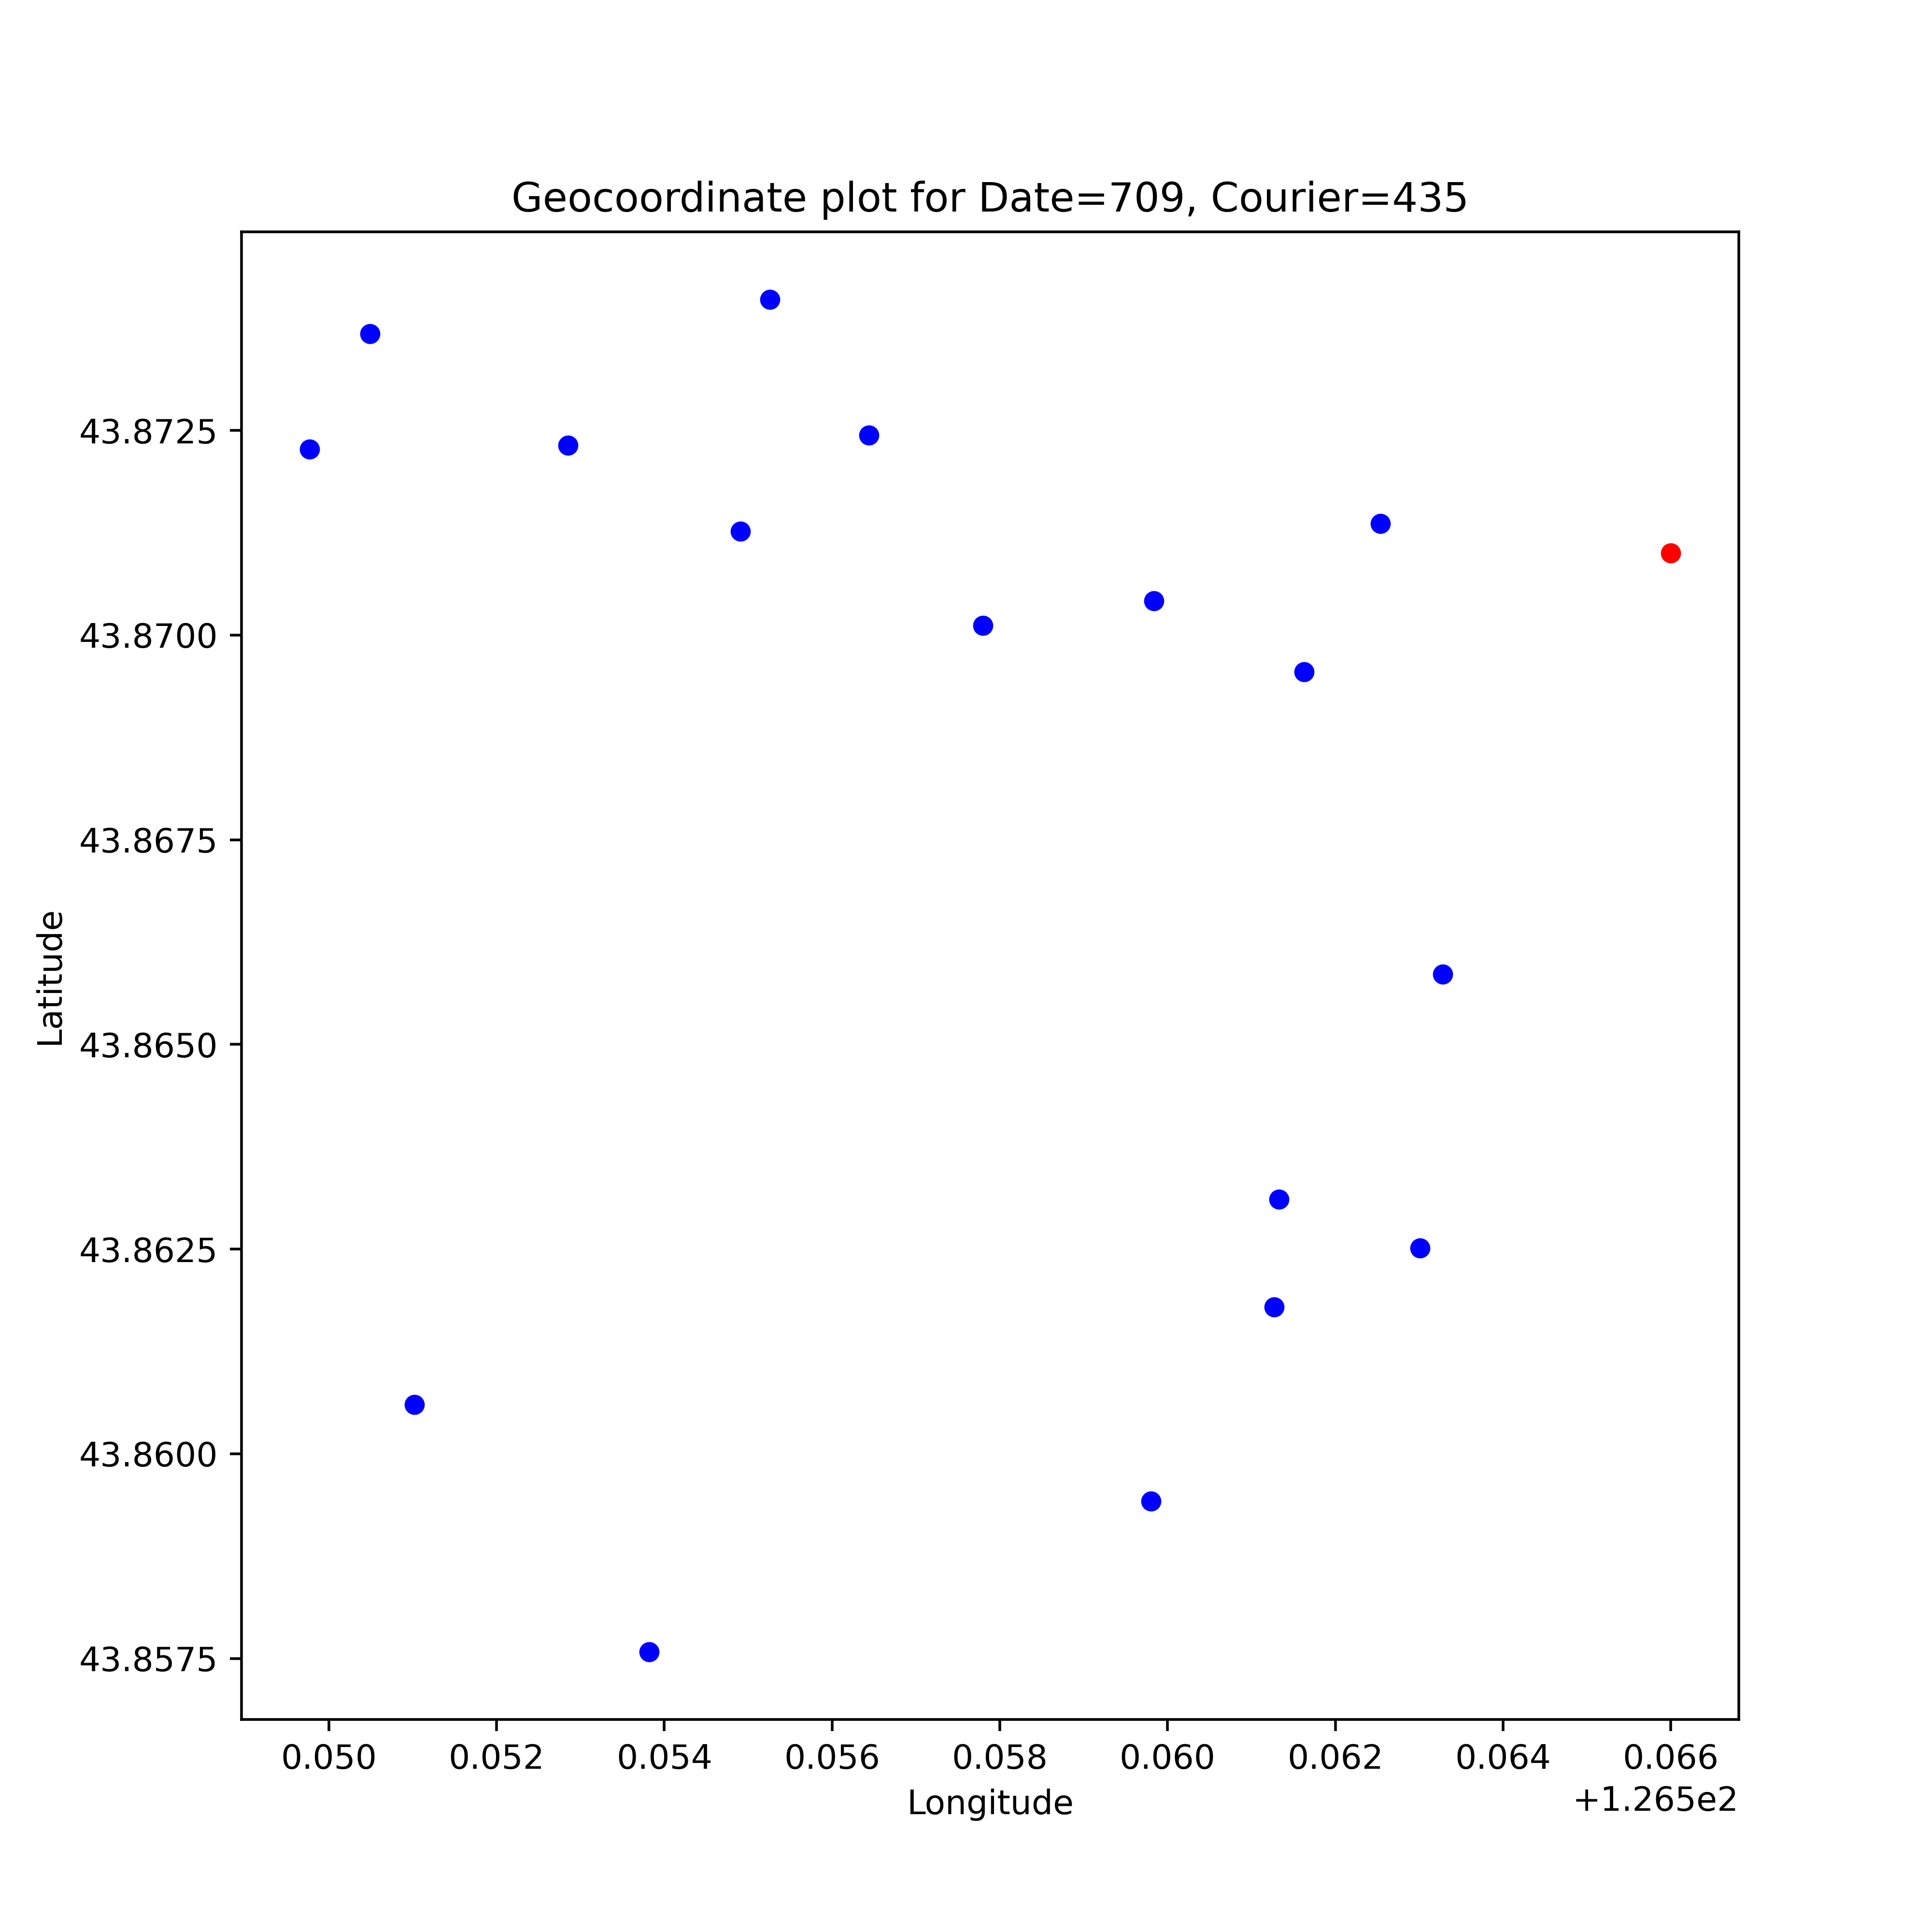 Geocoordinate plot for Date=709, Courier=435
43.8725
43.8700
43.8675
43.8650
43.8625
43.8600
43.8575
Latitude
0.050 0.052 0.054 0.056 0.058 0.060 0.062 0.064 0.066
+1.265e2
Longitude